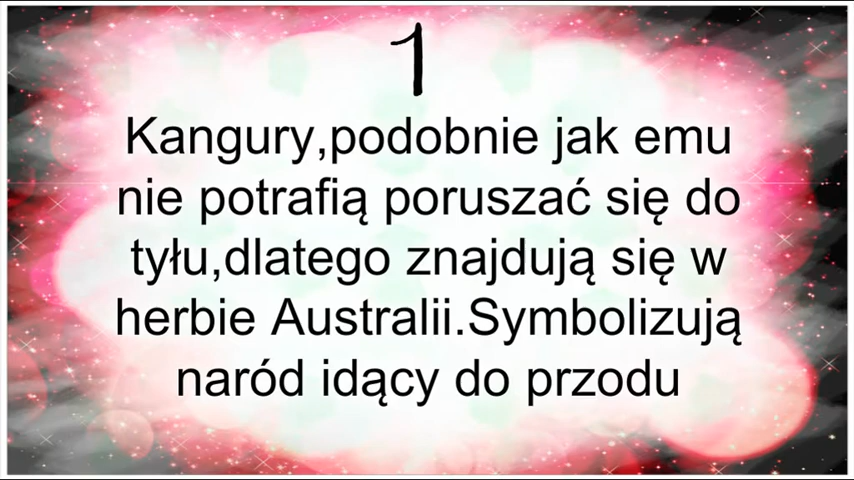 1
Kangury,podobnie jak emu
nie potrafią poruszać się do
tyłu,dlatego znajdują się w
herbie Australii.Symbolizują
naród idący do przodu